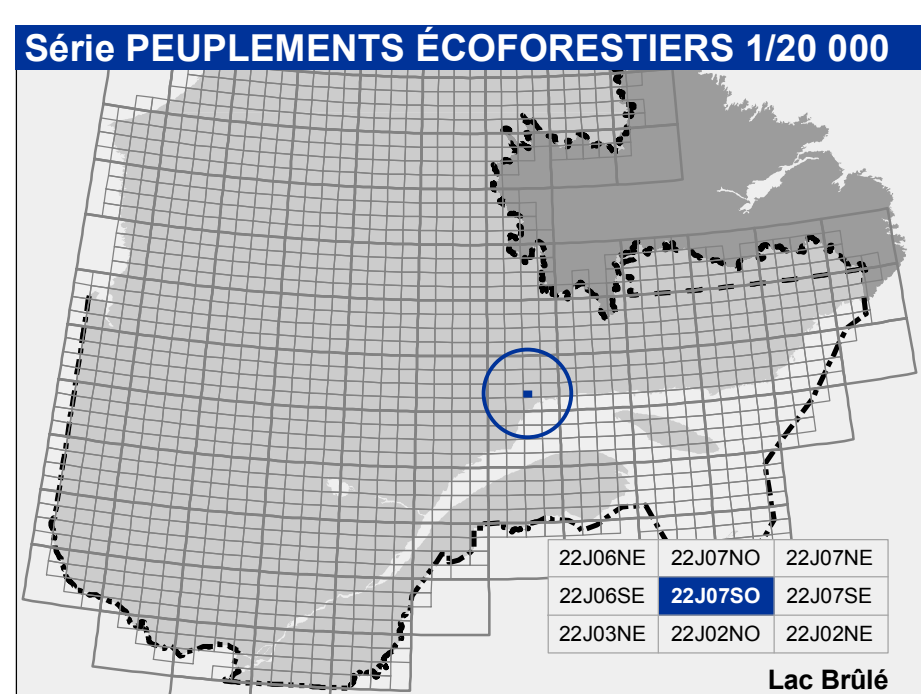 Série PEUPLEMENTS ÉCOFORESTIERS 1/20 000
22J06NE 22J07NO 22J07NE
22J06SE 22J07SO 22J07SE
22J03NE 22J02NO 22J02NE
Lac Brûlé